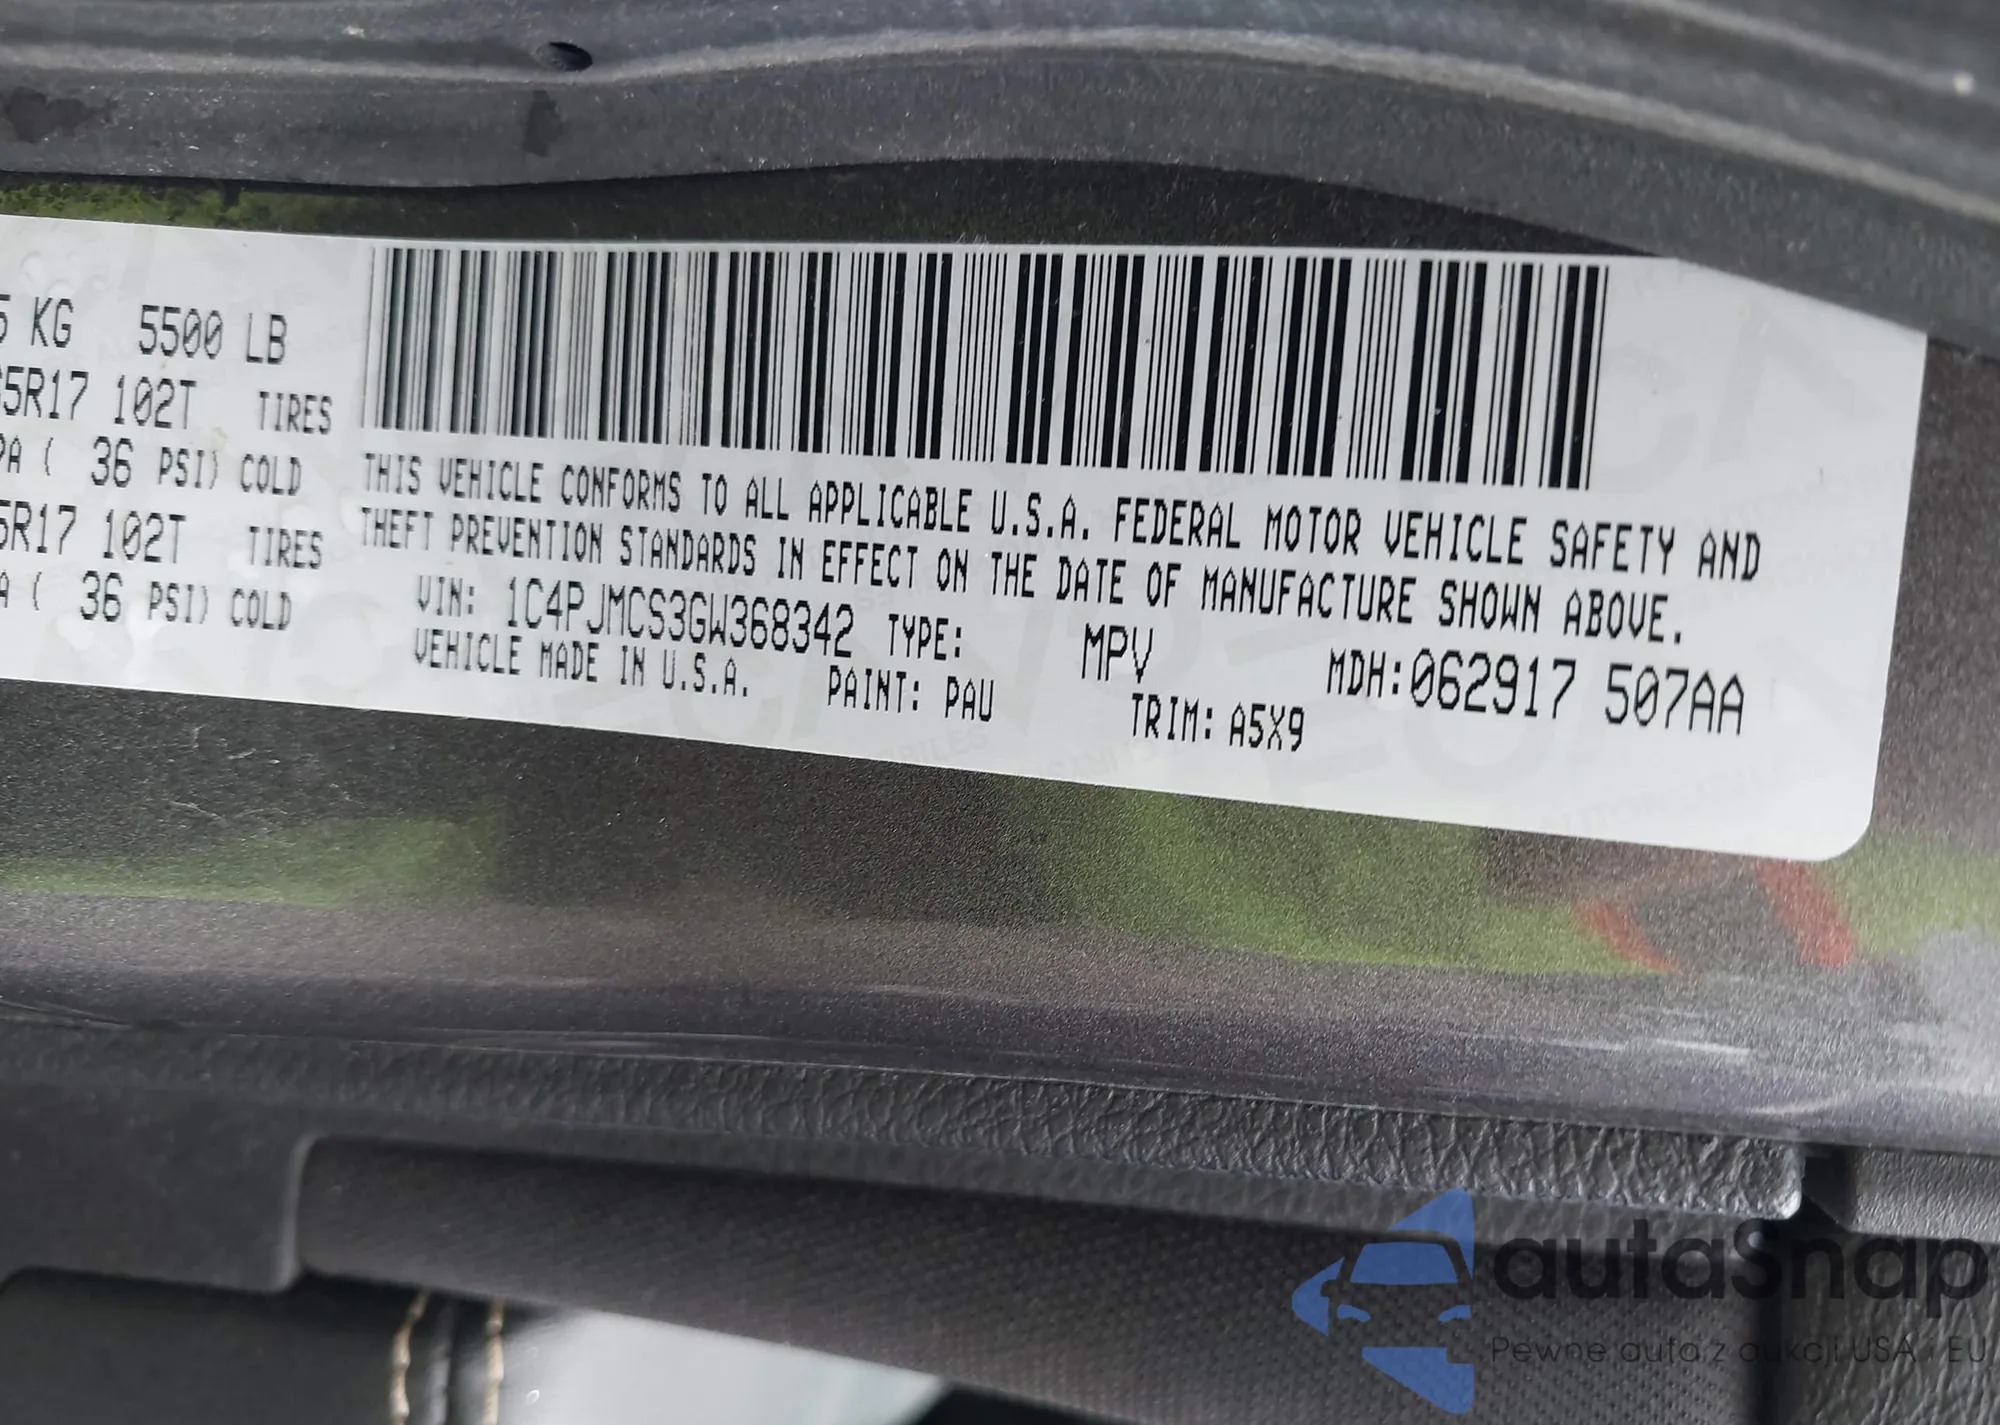 5 KG 5500 LB
5R17 102T TIRES
PA ( 36 PSI) COLD
5R17 102T TIRES
A ( 36 PSI) COLD
THIS VEHICLE CONFORMS TO ALL APPLICABLE U.S.A. FEDERAL MOTOR VEHICLE SAFETY AND
THEFT PREVENTION STANDARDS IN EFFECT ON THE DATE OF MANUFACTURE SHOWN ABOVE.
VIN: 1C4PJMCS3GW368342 TYPE: MPV MDH:062917 507AA
VEHICLE MADE IN U.S.A. PAINT: PAU TRIM: A5X9
autaSnap
Pewne auta z aukcji USA i EU